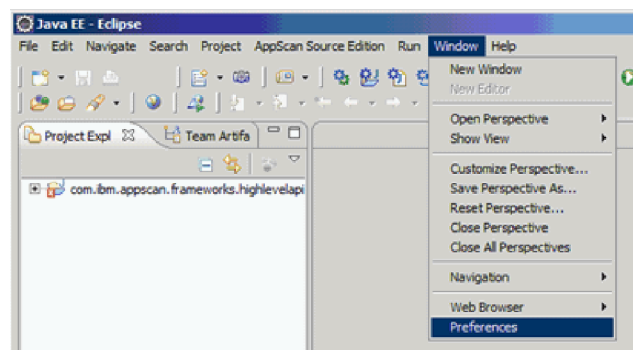 Java EE - Eclipse
File Edit Navigate Search Project AppScan Source Edition Run Window Help
New Window
New Editor
Open Perspective
Show View
Project Expl
Team Artifa
Customize Perspective...
com.ibm.appscan.frameworks.highlevelapi
Save Perspective As...
Reset Perspective...
Close Perspective
Close All Perspectives
Navigation
Web Browser
Preferences